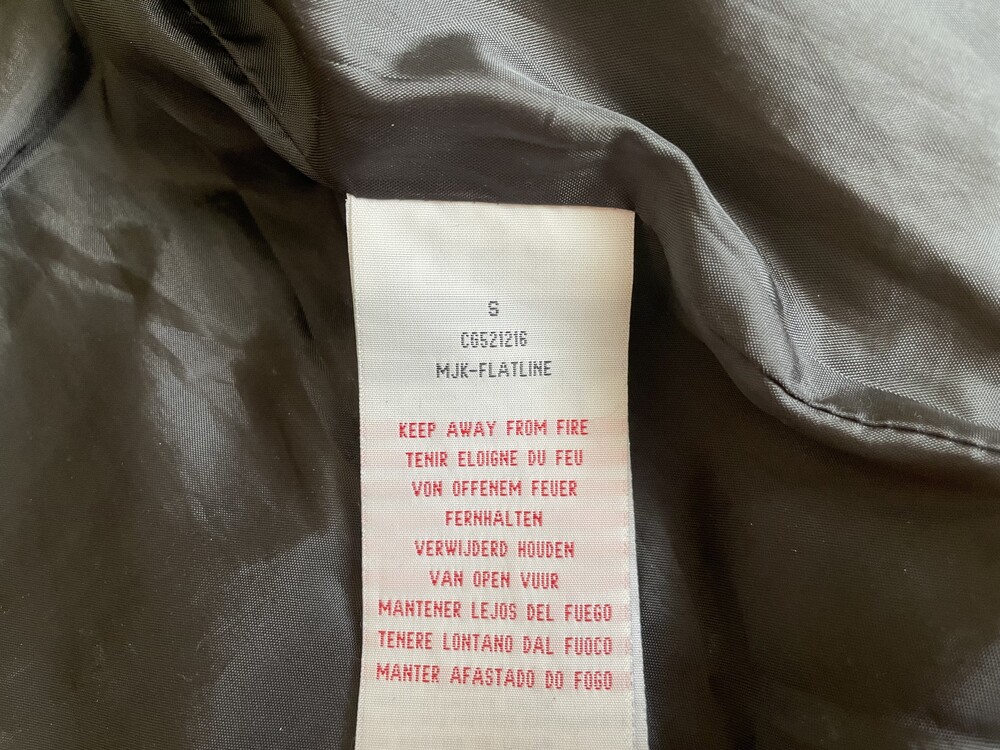 S
CG521216
MJK-FLATLINE
KEEP AWAY FROM FIRE
TENIR ELOIGNE DU FEU
VON OFFENEM FEUER
FERNHALTEN
VERWIJDERD HOUDEN
VAN OPEN VUUR
MANTENER LEJOS DEL FUEGO
TENERE LONTANO DAL FUOCO
MANTER AFASTADO DO FOGO